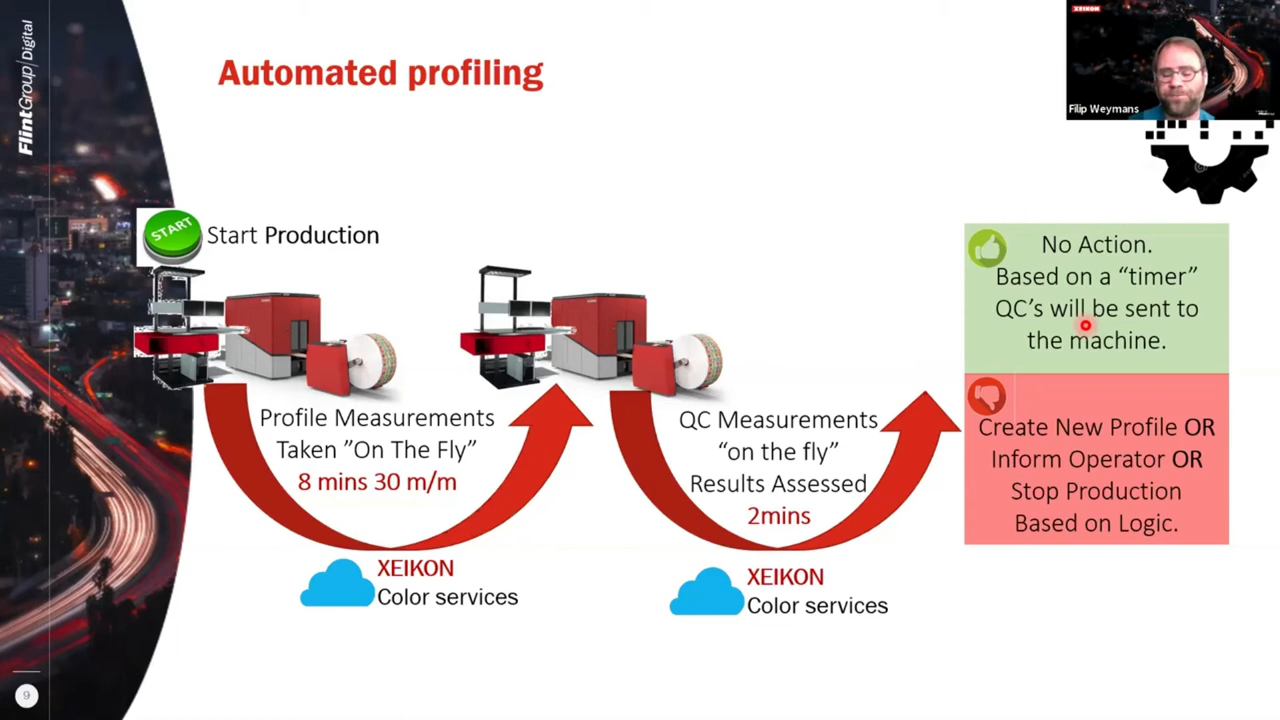 FlintGroup|Digital
Automated profiling
XEIKON
Filip Weymans
START
Start Production
Profile Measurements
Taken ”On The Fly”
8 mins 30 m/m
XEIKON
Color services
QC Measurements
“on the fly”
Results Assessed
2mins
XEIKON
Color services
No Action.
Based on a “timer”
QC’s will be sent to
the machine.
Create New Profile OR
Inform Operator OR
Stop Production
Based on Logic.
9